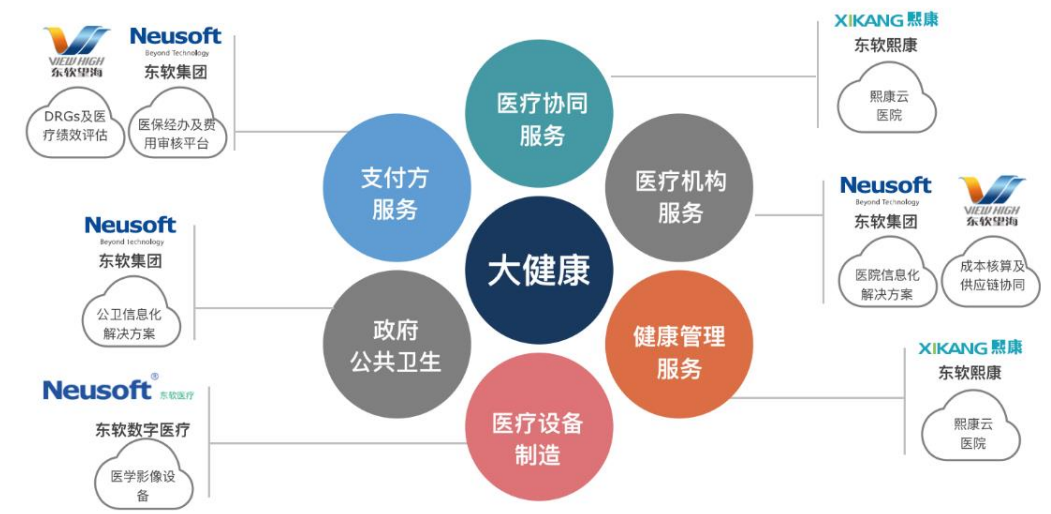 VIEW HIGH
东软望海
DRGs及医
疗绩效评估
Neusoft
Beyond Technology
东软集团
医保经办及费
用审核平台
Neusoft
Beyond Technology
东软集团
公卫信息化
解决方案
Neusoft®
东软医疗
东软数字医疗
医学影像设
备
医疗协同
服务
支付方
服务
医疗机构
服务
大健康
政府
公共卫生
健康管理
服务
医疗设备
制造
XIKANG 熙康
东软熙康
熙康云
医院
Neusoft
Beyond Technology
东软集团
医院信息化
解决方案
VIEW HIGH
东软望海
成本核算及
供应链协同
XIKANG 熙康
东软熙康
熙康云
医院